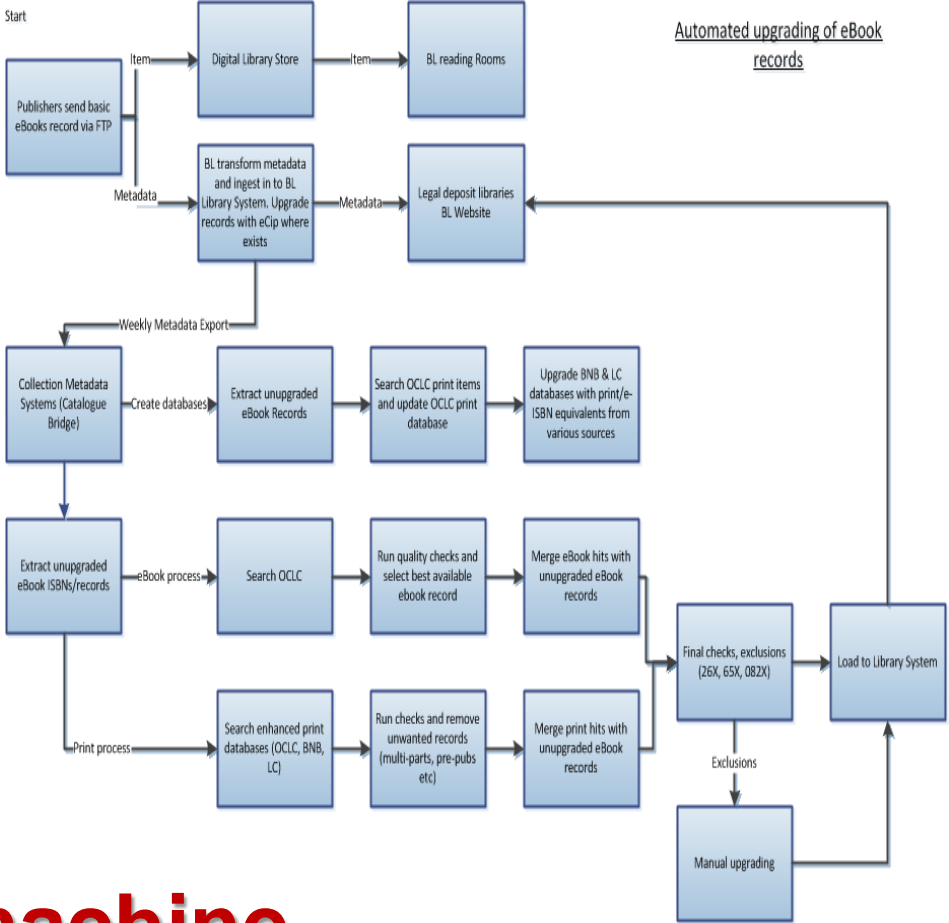 Start
Automated upgrading of eBook
records
Publishers send basic
eBooks record via FTP
Item
Digital Library Store
Item
BL reading Rooms
Metadata
BL transform metadata
and ingest in to BL
Library System. Upgrade
records with eCip where
exists
Metadata
Legal deposit libraries
BL Website
Weekly Metadata Export
Collection Metadata
Systems (Catalogue
Bridge)
Create databases
Extract unupgraded
eBook Records
Search OCLC print items
and update OCLC print
database
Upgrade BNB & LC
databases with print/e-
ISBN equivalents from
various sources
Extract unupgraded
eBook ISBNs/records
eBook process
Search OCLC
Run quality checks and
select best available
ebook record
Merge eBook hits with
unupgraded eBook
records
Final checks, exclusions
(26X, 65X, 082X)
Load to Library System
Print process
Search enhanced print
databases (OCLC, BNB,
LC)
Run checks and remove
unwanted records
(multi-parts, pre-pubs
etc)
Merge print hits with
unupgraded eBook
records
Exclusions
Manual upgrading